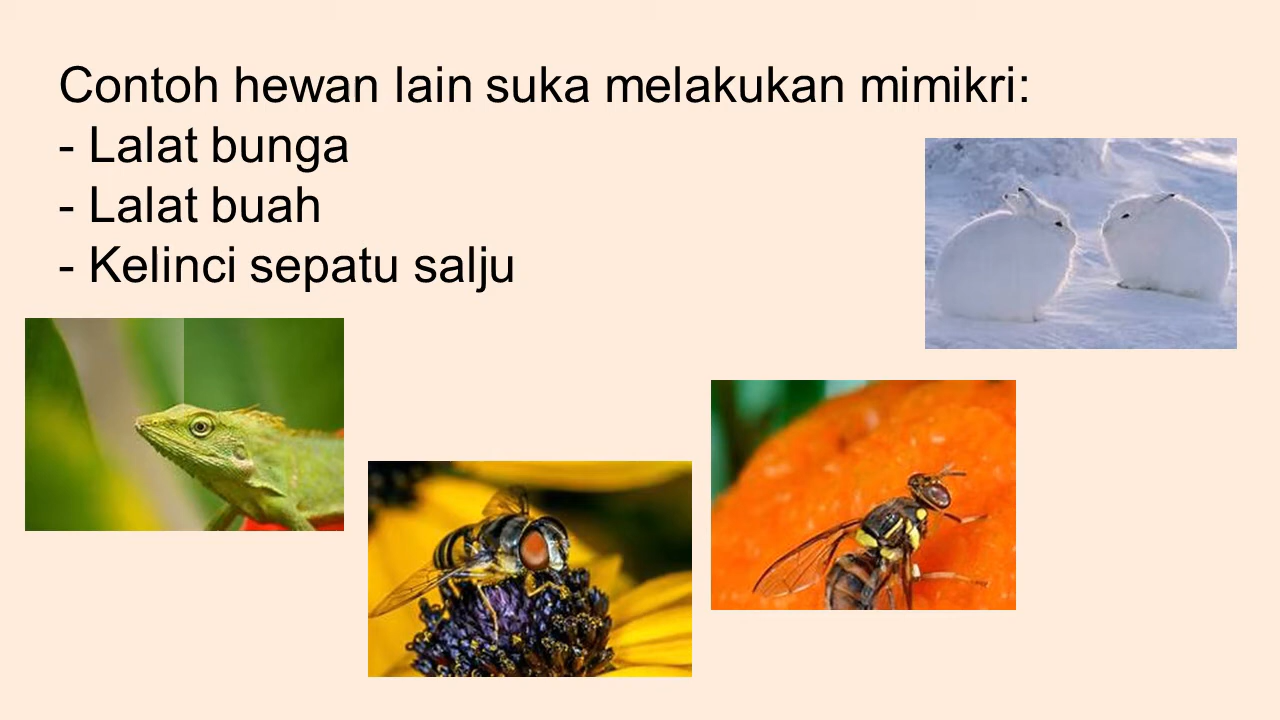 Contoh hewan lain suka melakukan mimikri:
- Lalat bunga
- Lalat buah
- Kelinci sepatu salju